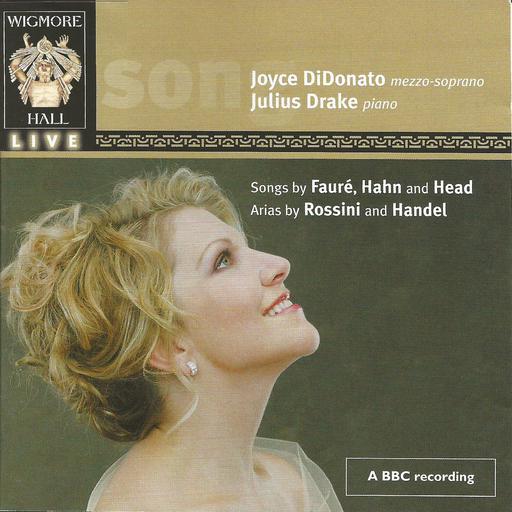 WIGMORE
HALL
LIVE
song
Joyce DiDonato mezzo-soprano
Julius Drake piano
Songs by Fauré, Hahn and Head
Arias by Rossini and Handel
A BBC recording